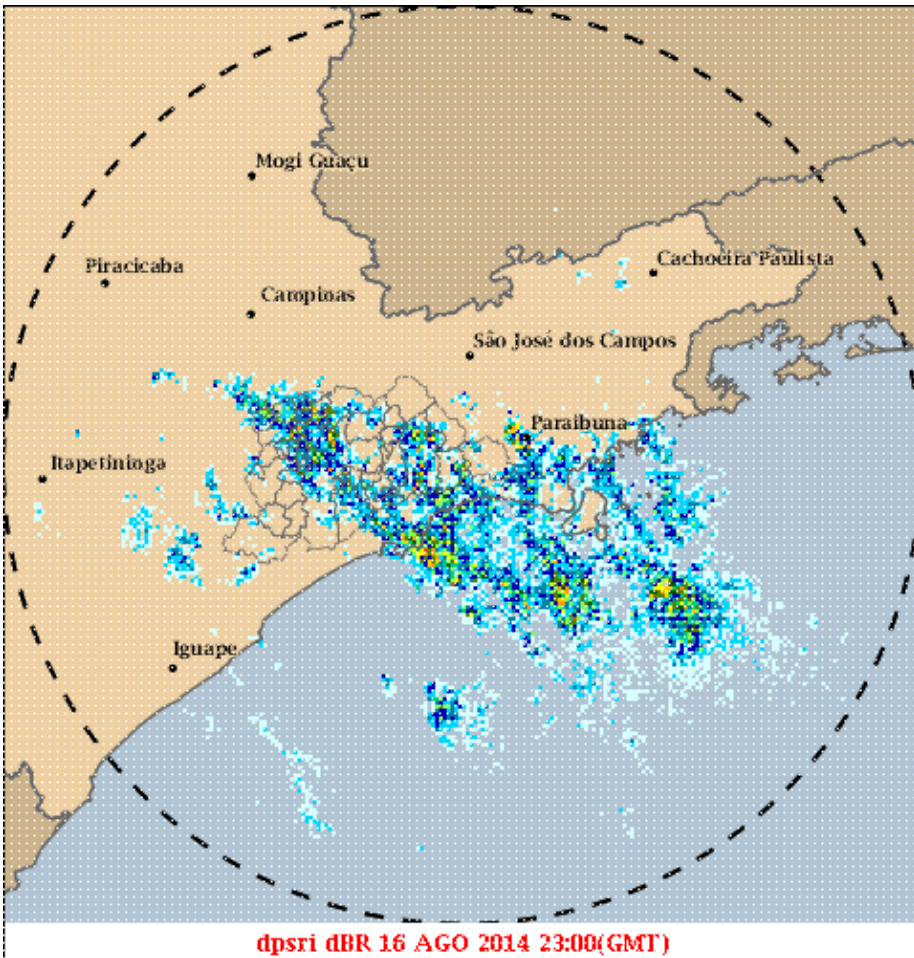 Mogi Guaçu
Cachoeira Paulista
Piracicaba
Campinas
São José dos Campos
Paraibuna
Itapetininga
Iguape
dpsri dBR 16 AGO 2014 23:00(GMT)